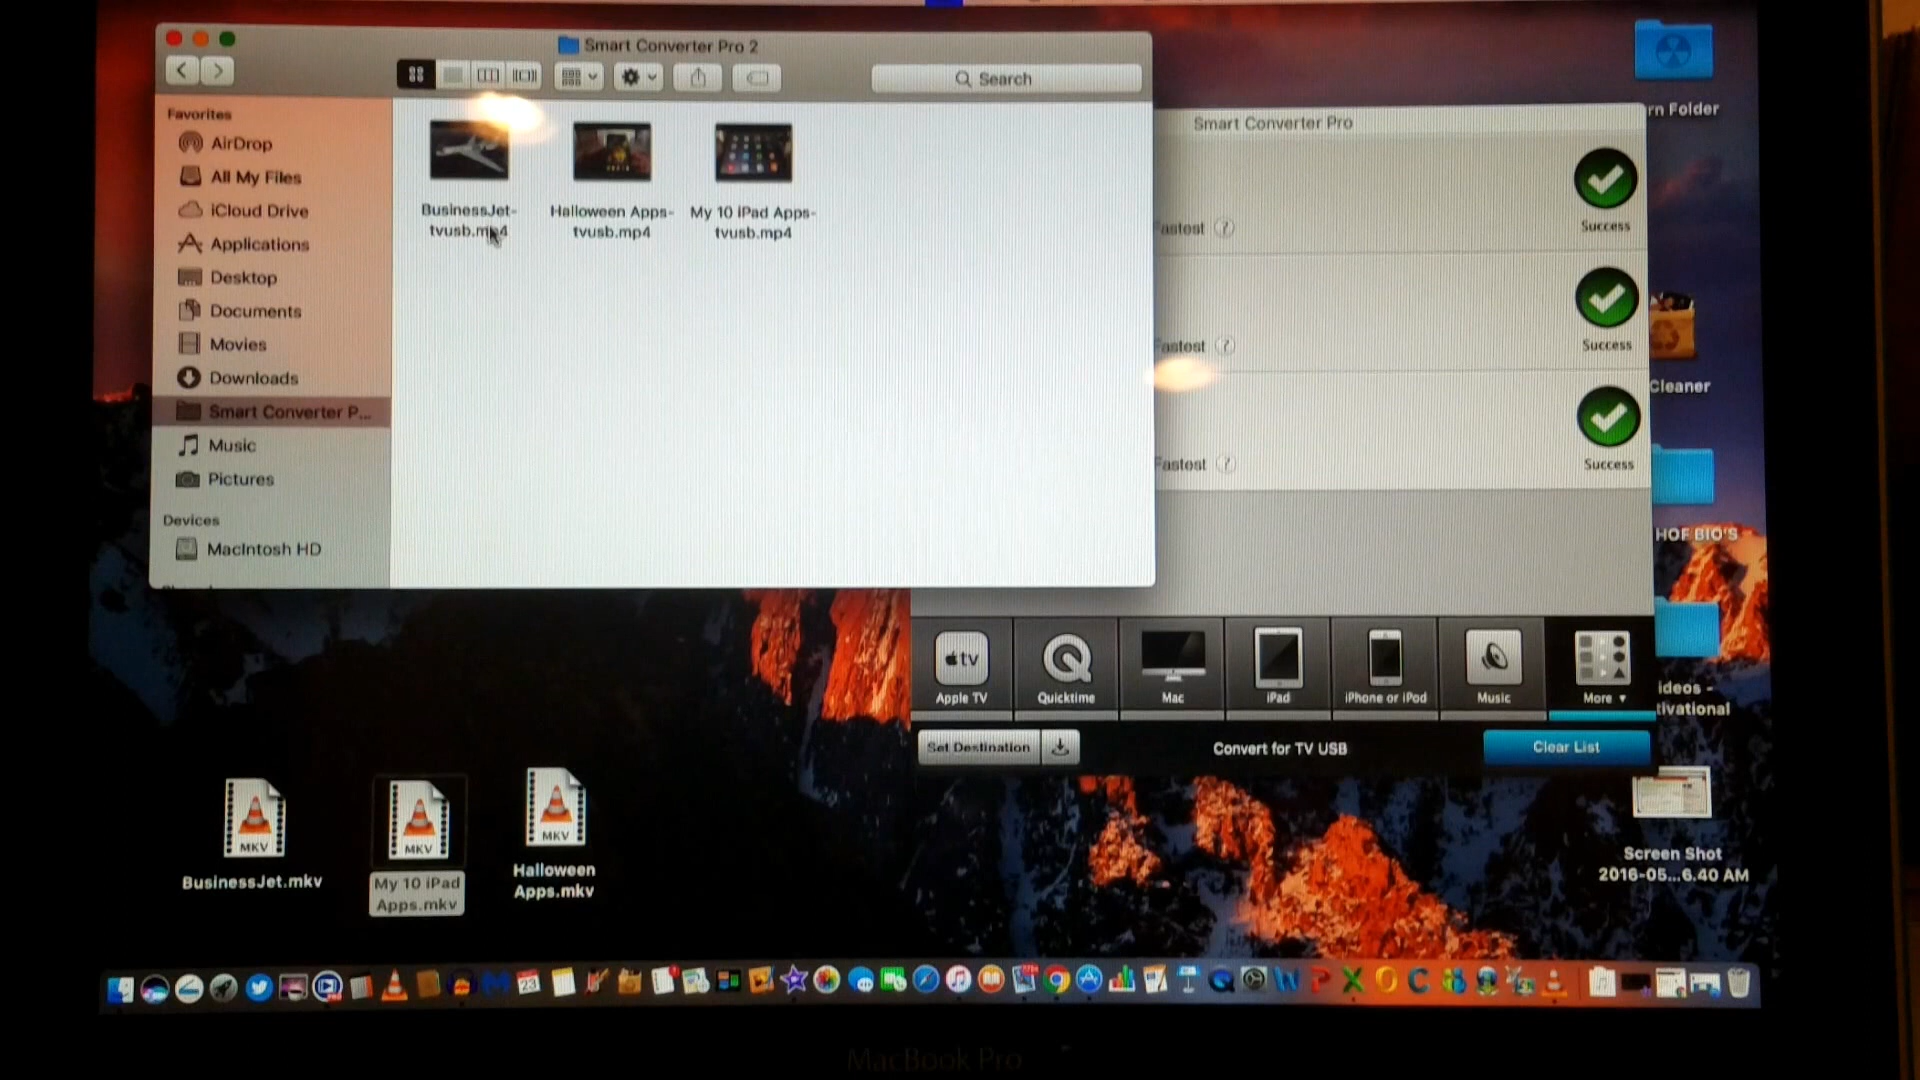 Smart Converter Pro 2
Search
Favorites
AirDrop
All My Files
iCloud Drive
Applications
Desktop
Documents
Movies
Downloads
Smart Converter P...
Music
Pictures
Devices
Macintosh HD
BusinessJet-
tvusb.mp4
Halloween Apps-
tvusb.mp4
My 10 iPad Apps-
tvusb.mp4
Smart Converter Pro
Fastest ?
Success
Fastest ?
Success
Fastest ?
Success
tv
Apple TV
Quicktime
Mac
iPad
iPhone or iPod
Music
More
Set Destination
Convert for TV USB
Clear List
rn Folder
Cleaner
HOF BIO'S
ideos -
tivational
Screen Shot
2016-05...6.40 AM
MKV
BusinessJet.mkv
MKV
My 10 iPad
Apps.mkv
MKV
Halloween
Apps.mkv
23
MacBook Pro